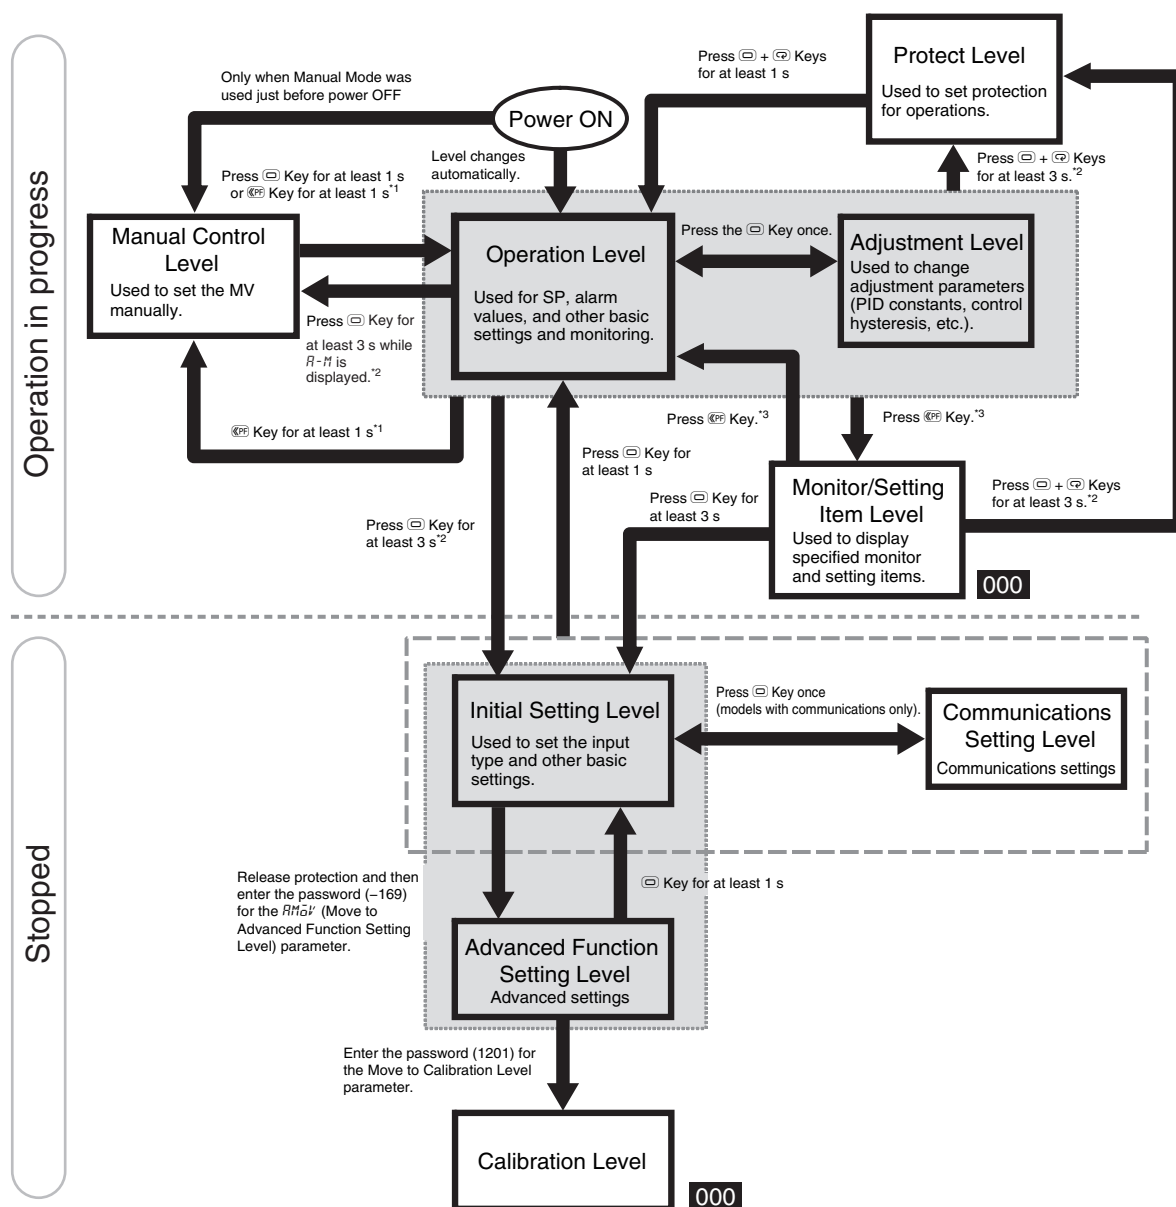 Operation in progress
Only when Manual Mode was
used just before power OFF
Power ON
Level changes
automatically.
Press + Keys
for at least 1 s
Protect Level
Used to set protection
for operations.
Press + Keys
for at least 3 s.*2
Press Key for at least 1 s
or PF Key for at least 1 s*1
Manual Control
Level
Used to set the MV
manually.
Operation Level
Used for SP, alarm
values, and other basic
settings and monitoring.
Press the Key once.
Adjustment Level
Used to change
adjustment parameters
(PID constants, control
hysteresis, etc.).
Press Key for
at least 3 s while
A-M is
displayed.*2
PF Key for at least 1 s*1
Press PF Key.*3
Press PF Key.*3
Press Key for
at least 1 s
Press Key for
at least 3 s
Monitor/Setting
Item Level
Used to display
specified monitor
and setting items.
Press + Keys
for at least 3 s.*2
Press Key for
at least 3 s*2
000
Stopped
Initial Setting Level
Used to set the input
type and other basic
settings.
Press Key once
(models with communications only).
Communications
Setting Level
Communications settings
Release protection and then
enter the password (–169)
for the AMoV (Move to
Advanced Function Setting
Level) parameter.
Key for at least 1 s
Advanced Function
Setting Level
Advanced settings
Enter the password (1201) for
the Move to Calibration Level
parameter.
Calibration Level
000